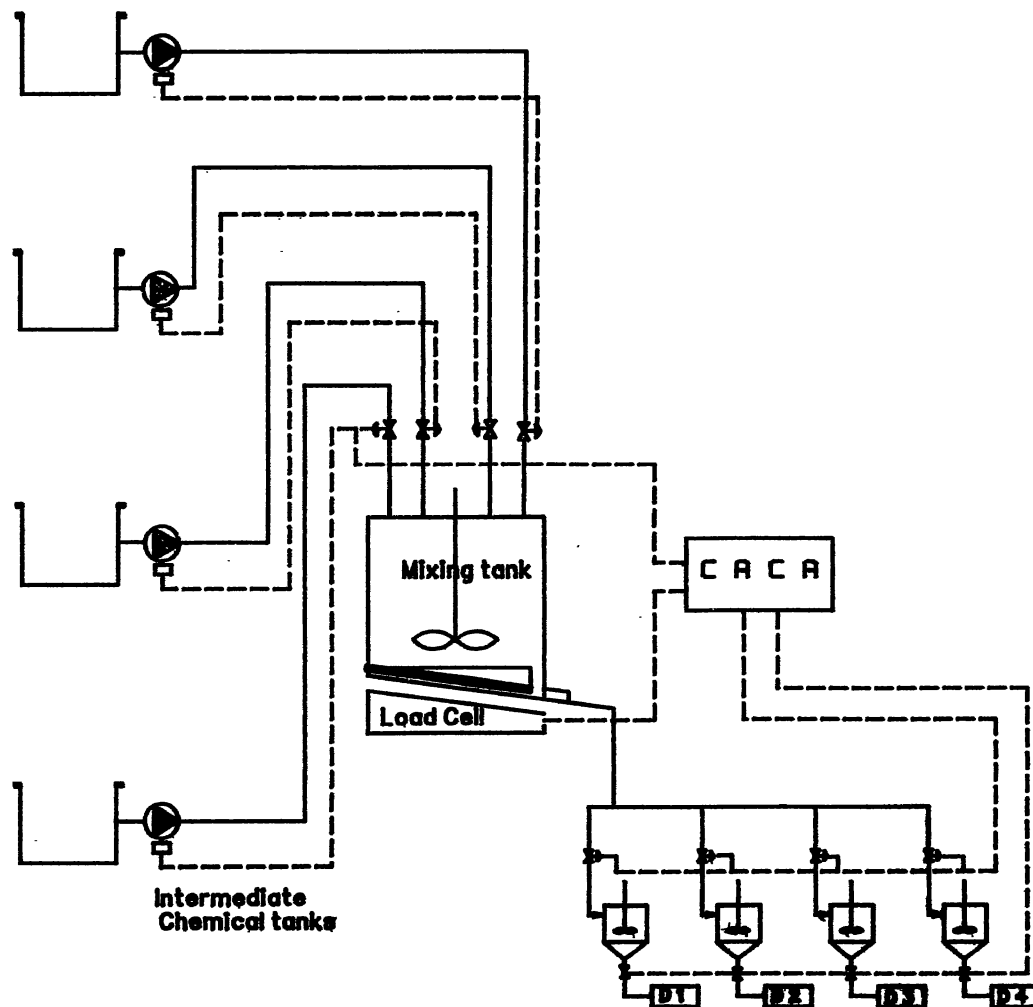 Mixing tank
C A C A
Load Cell
Intermediate
Chemical tanks
D1 D2 D3 D4